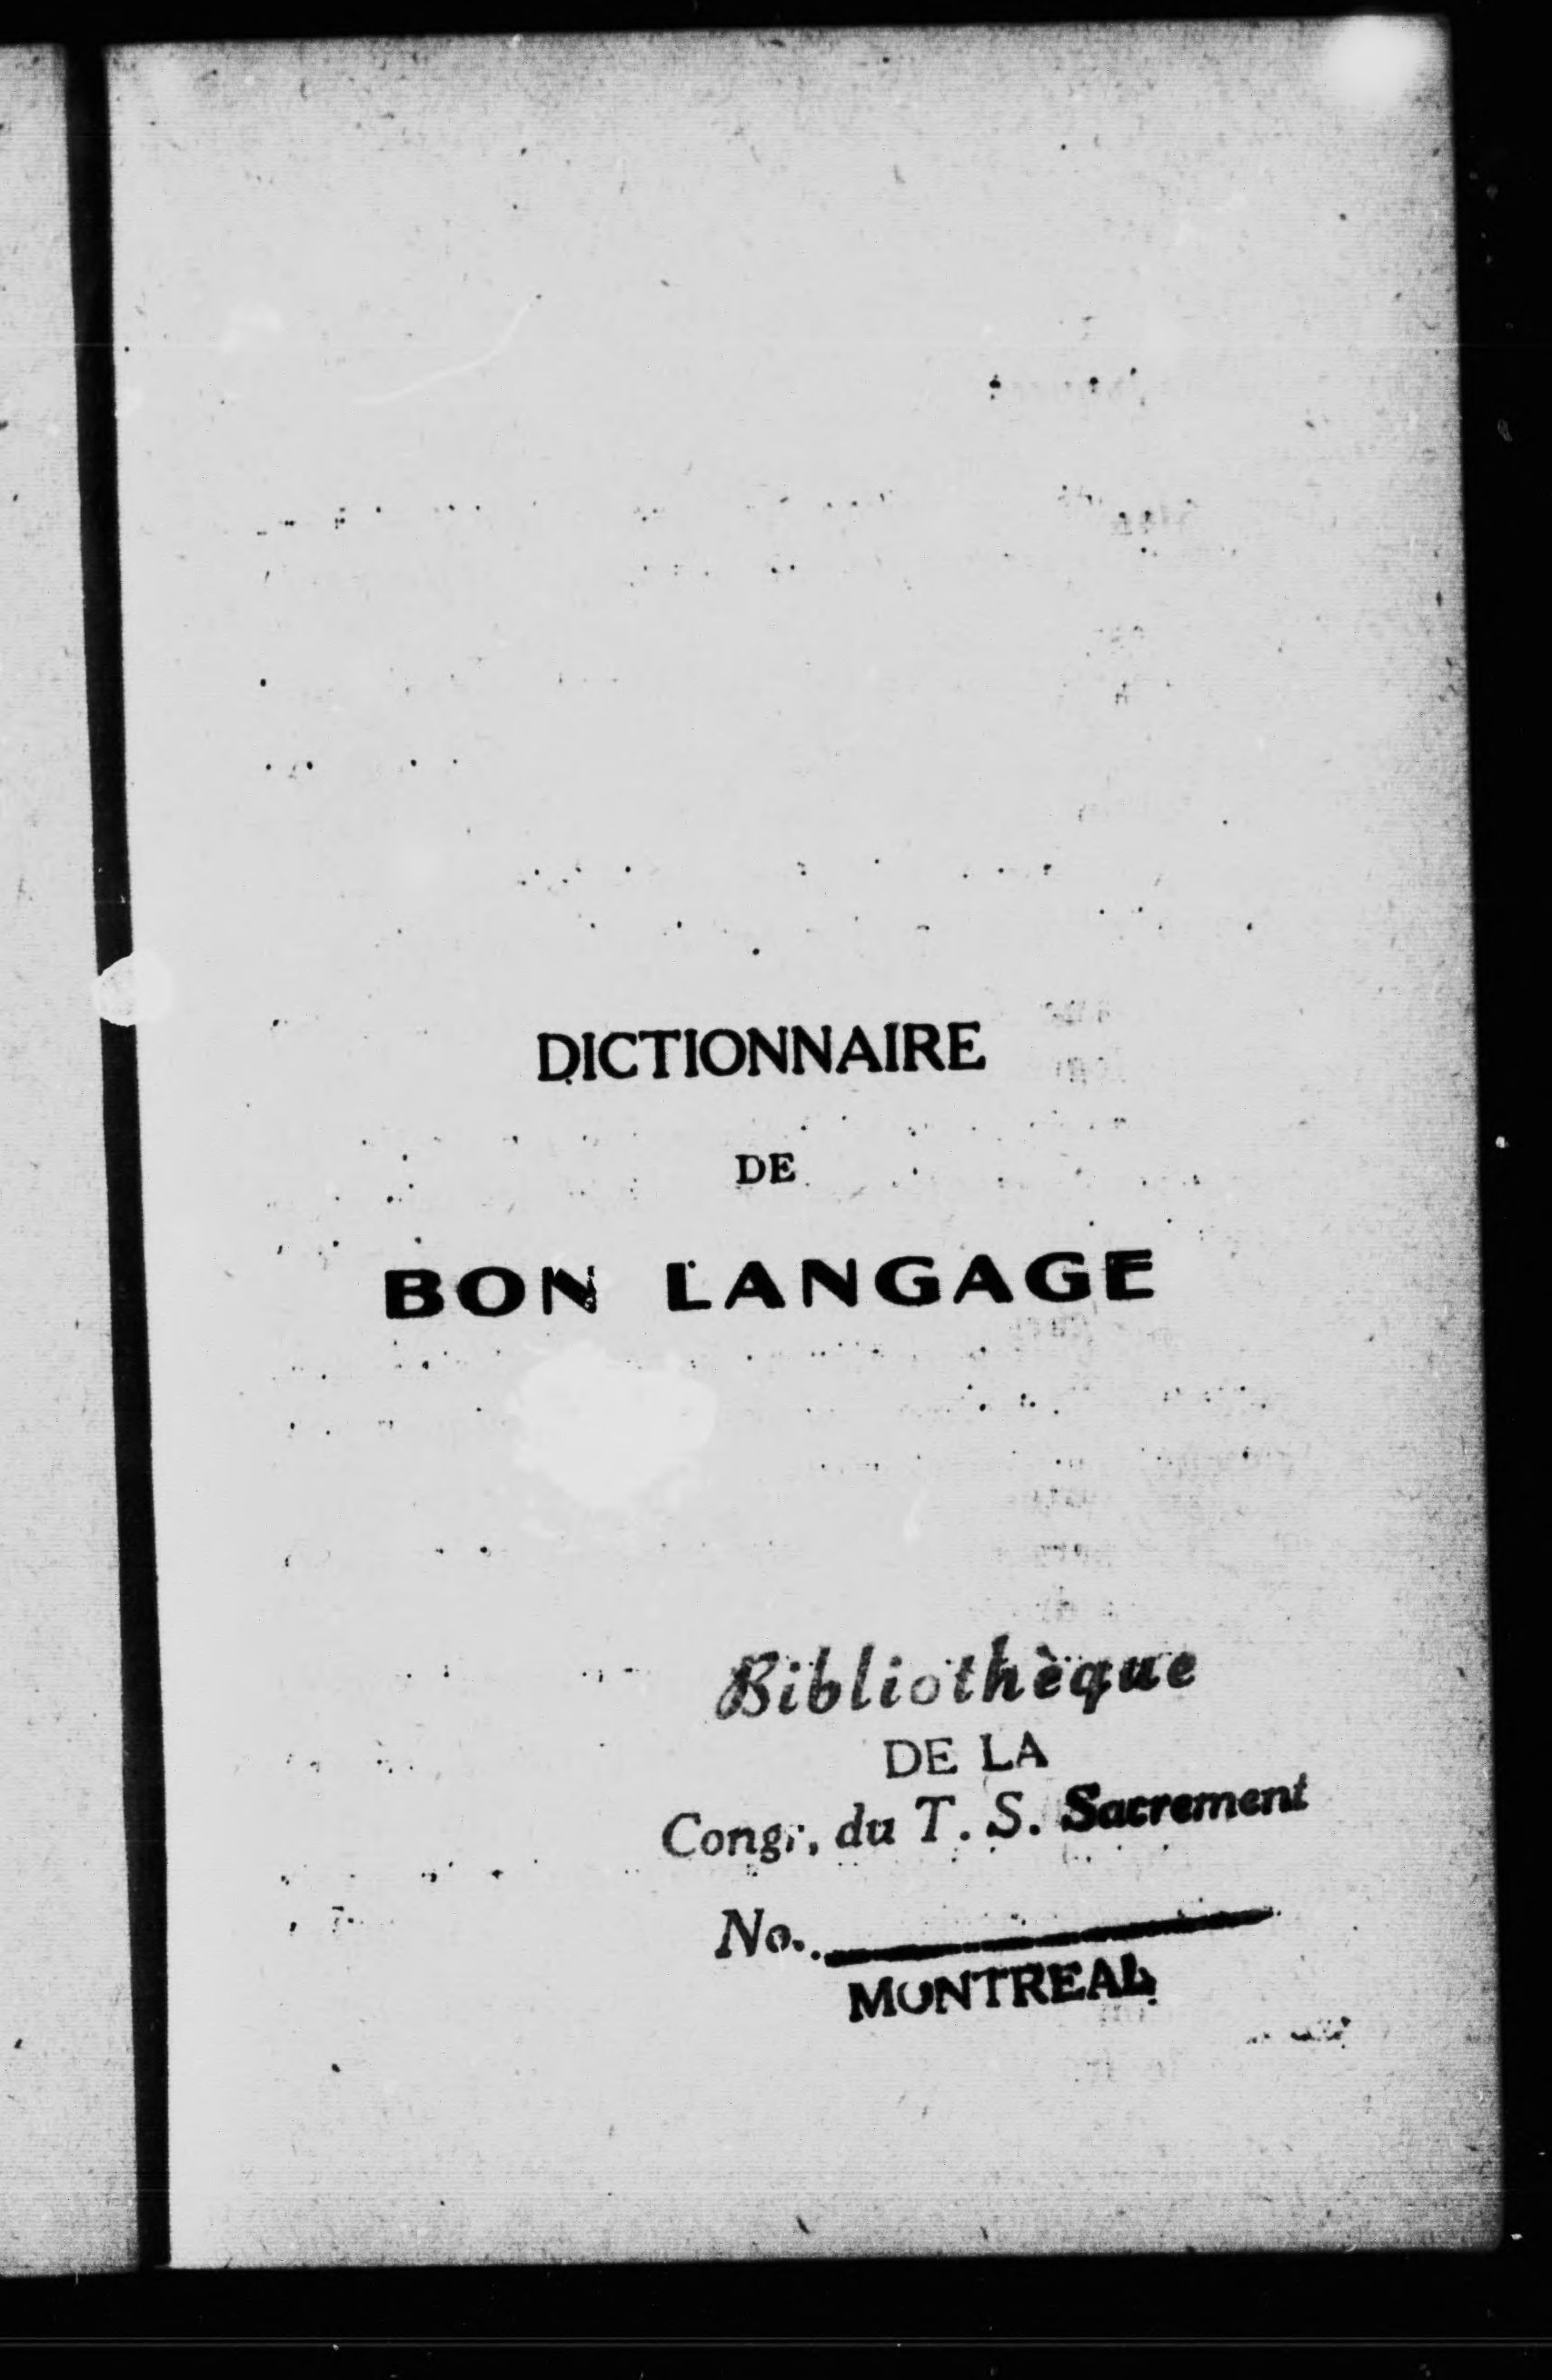 DICTIONNAIRE
DE
BON LANGAGE
Bibliothèque
DE LA
Congr. du T. S. Sacrement
No.
MONTREAL